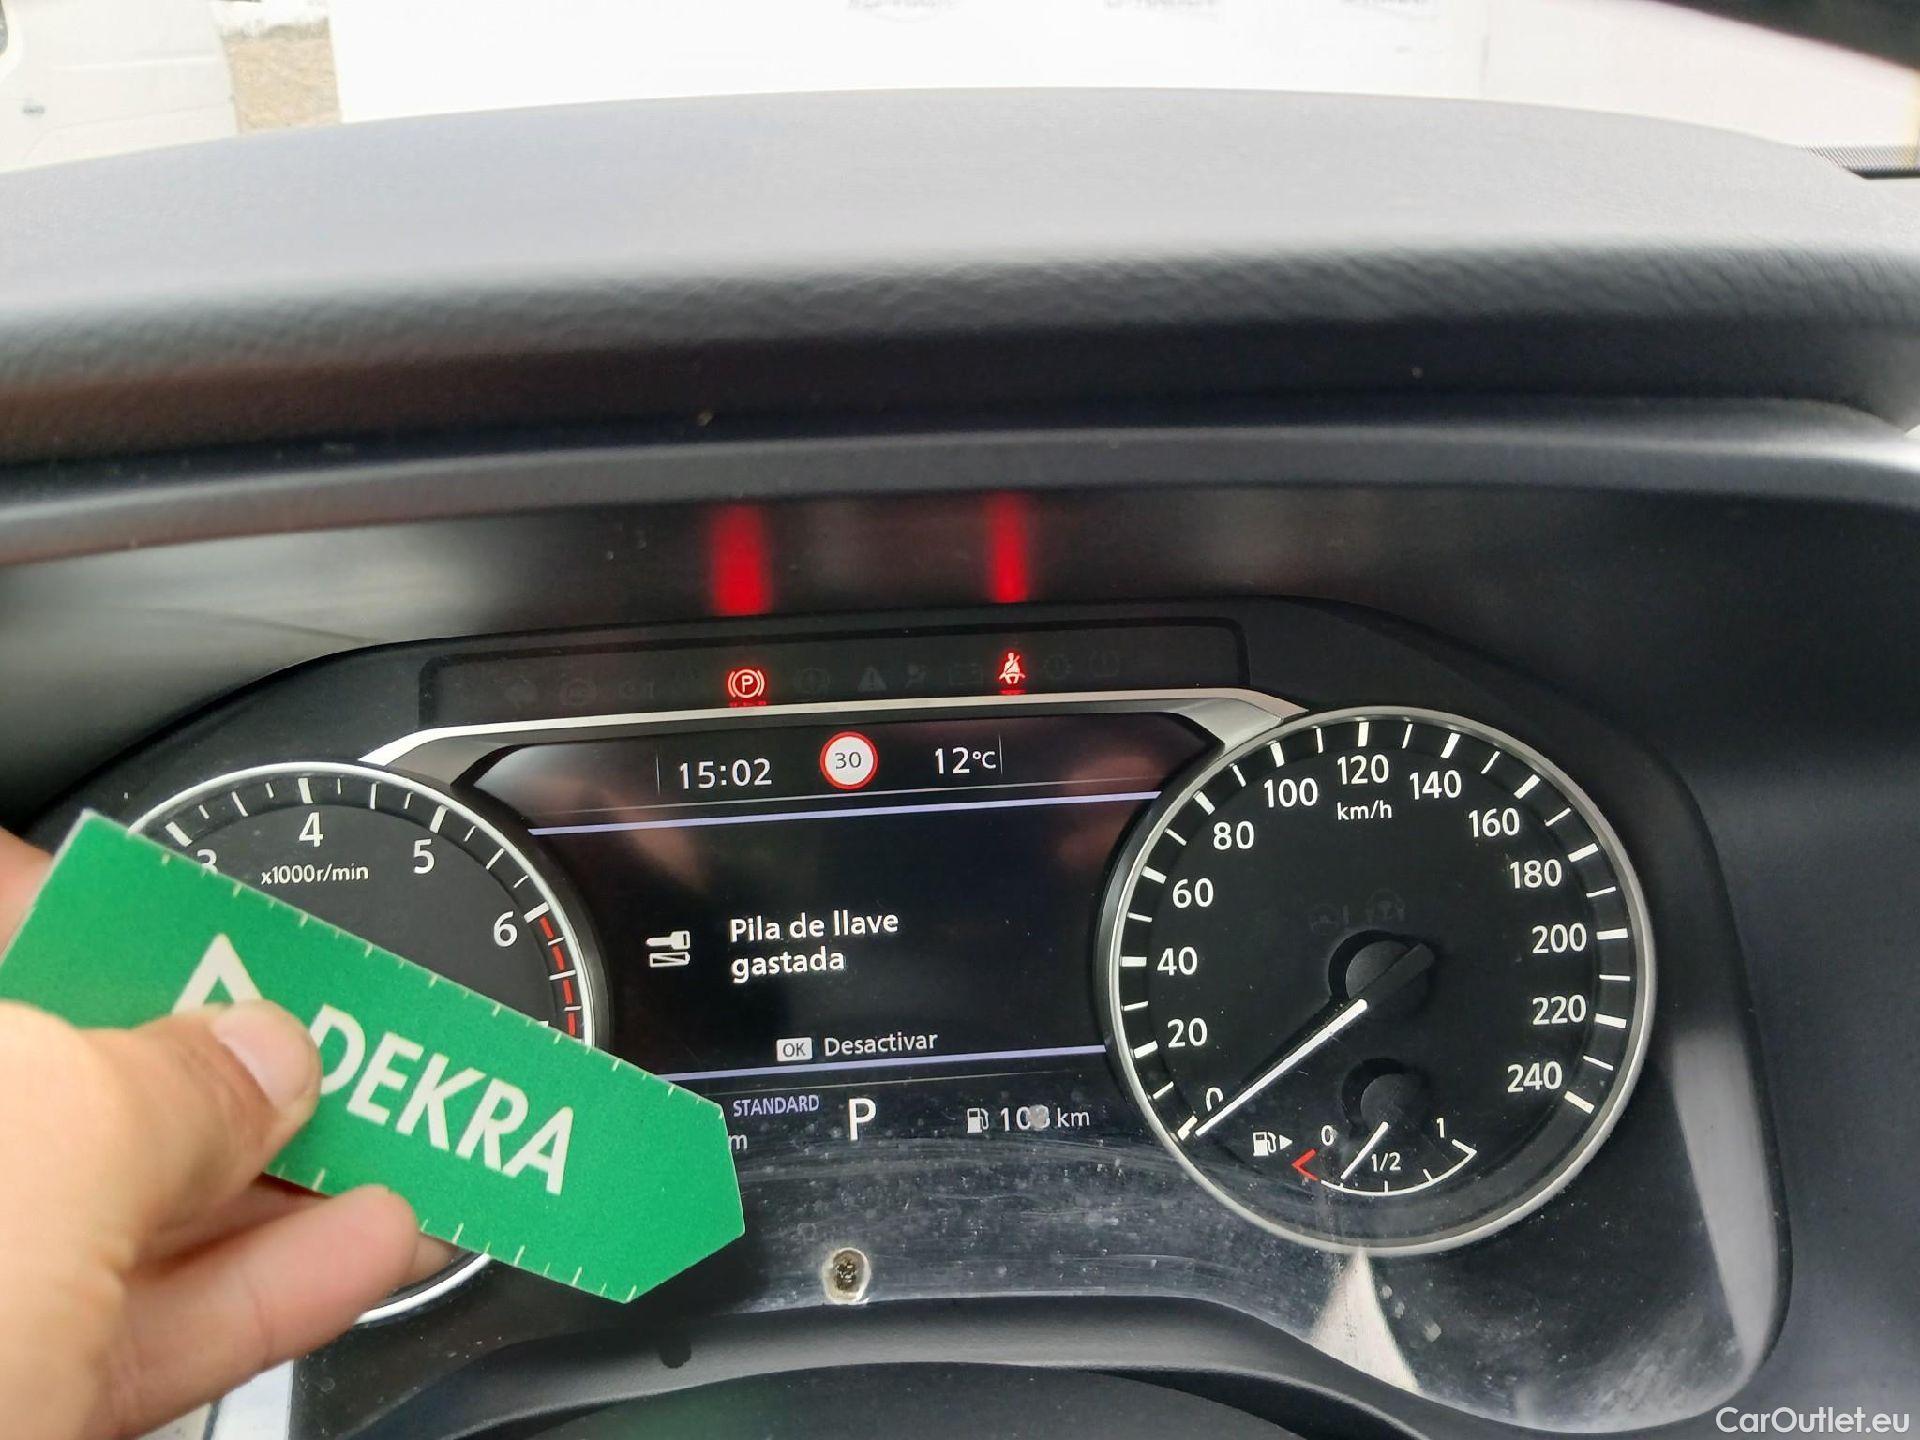 15:02
30
12°C
3
4
5
6
x1000r/min
Pila de llave
gastada
OK Desactivar
STANDARD
m
P
km
DEKRA
0
20
40
60
80
100
120
140
160
180
200
220
240
km/h
0
1/2
1
P
CarOutlet.eu